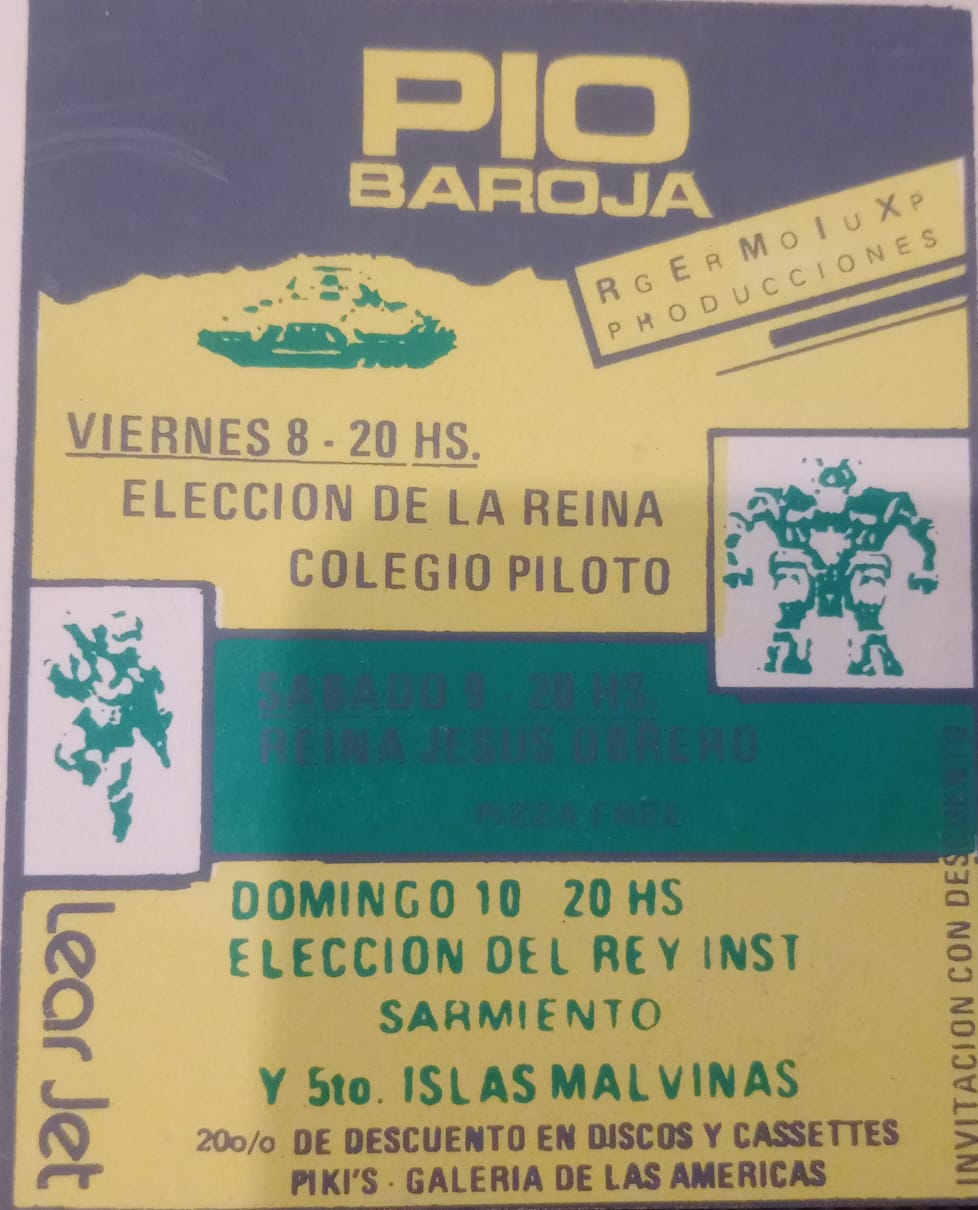 PIO
BAROJA
RGERMOIUXP
PRODUCCIONES
VIERNES 8 - 20 HS.
ELECCION DE LA REINA
COLEGIO PILOTO
SABADO 9 - 20 HS.
REINA JESUS OBRERO
PIZZA FREE
DOMINGO 10 20 HS
ELECCION DEL REY INST
SARMIENTO
Y 5to. ISLAS MALVINAS
20o/o DE DESCUENTO EN DISCOS Y CASSETTES
PIKI'S - GALERIA DE LAS AMERICAS
Lear Jet
INVITACION CON DESCUENTO